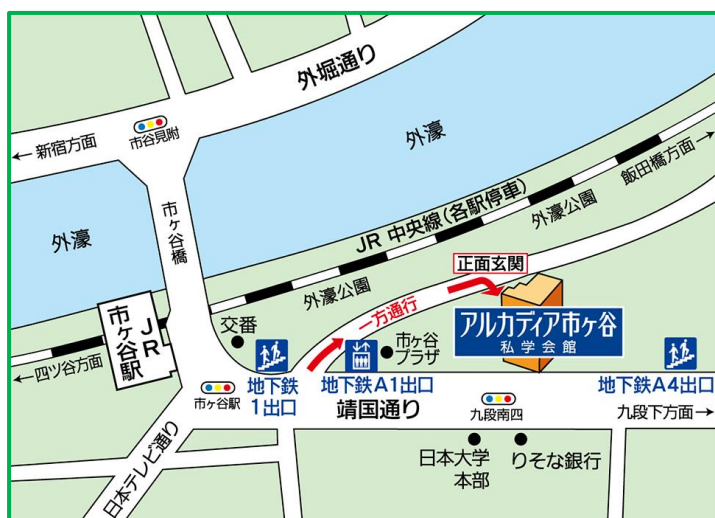 外堀通り
←新宿方面
市谷見附
外濠
外濠
市ヶ谷橋
飯田橋方面→
外濠公園
JR 中央線(各駅停車)
外濠公園
正面玄関
一方通行
アルカディア市ヶ谷
私学会館
JR
市ヶ谷駅
交番
市ヶ谷
プラザ
←四ツ谷方面
地下鉄
1出口
地下鉄A1出口
地下鉄A4出口
市ヶ谷駅
靖国通り
九段南四
九段下方面→
日本テレビ通り
日本大学
本部
りそな銀行